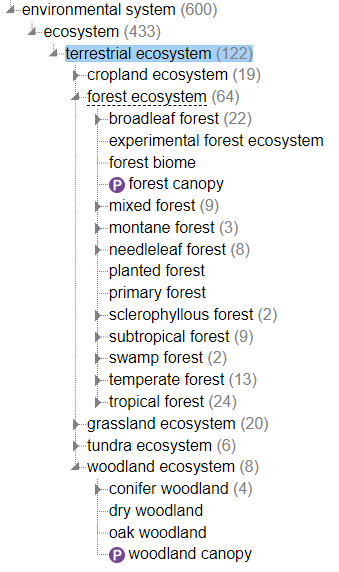 environmental system (600)
ecosystem (433)
terrestrial ecosystem (122)
cropland ecosystem (19)
forest ecosystem (64)
broadleaf forest (22)
experimental forest ecosystem
forest biome
P forest canopy
mixed forest (9)
montane forest (3)
needleleaf forest (8)
planted forest
primary forest
sclerophyllous forest (2)
subtropical forest (9)
swamp forest (2)
temperate forest (13)
tropical forest (24)
grassland ecosystem (20)
tundra ecosystem (6)
woodland ecosystem (8)
conifer woodland (4)
dry woodland
oak woodland
P woodland canopy